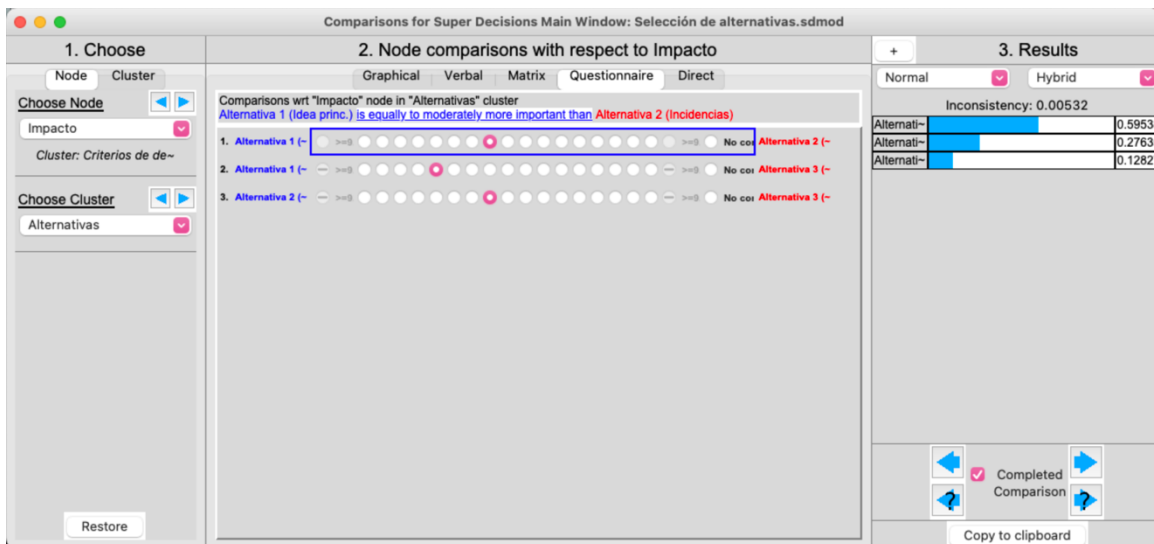 Comparisons for Super Decisions Main Window: Selección de alternativas.sdmod
1. Choose
Node Cluster
Choose Node
Impacto
Cluster: Criterios de de~
Choose Cluster
Alternativas
Restore
2. Node comparisons with respect to Impacto
Graphical Verbal Matrix Questionnaire Direct
Comparisons wrt "Impacto" node in "Alternativas" cluster
Alternativa 1 (Idea princ.) is equally to moderately more important than Alternativa 2 (Incidencias)
1. Alternativa 1 (~ >=9 >=9 No co Alternativa 2 (~
2. Alternativa 1 (~ >=9 >=9 No co Alternativa 3 (~
3. Alternativa 2 (~ >=9 >=9 No co Alternativa 3 (~
+ 3. Results
Normal Hybrid
Inconsistency: 0.00532
Alternati~ 0.5953
Alternati~ 0.2763
Alternati~ 0.1282
Completed
Comparison
? ?
Copy to clipboard